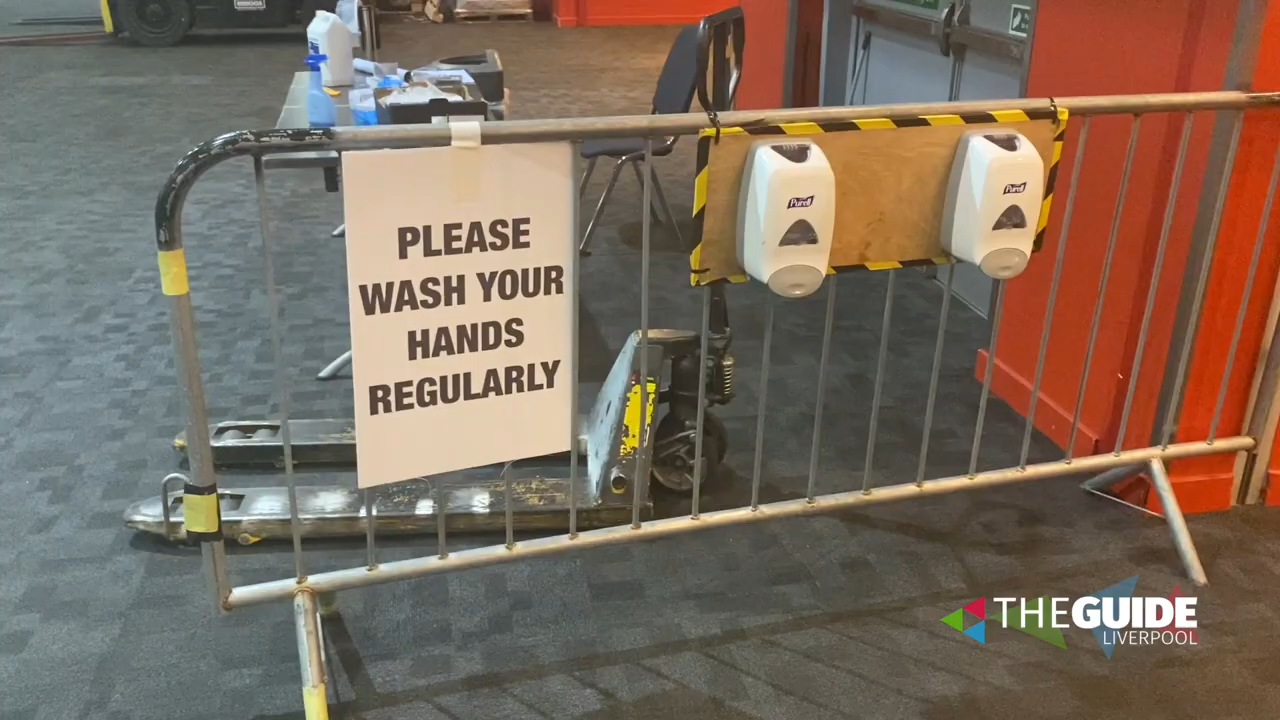 PLEASE
WASH YOUR
HANDS
REGULARLY
Purell
Purell
THEGUIDE
LIVERPOOL